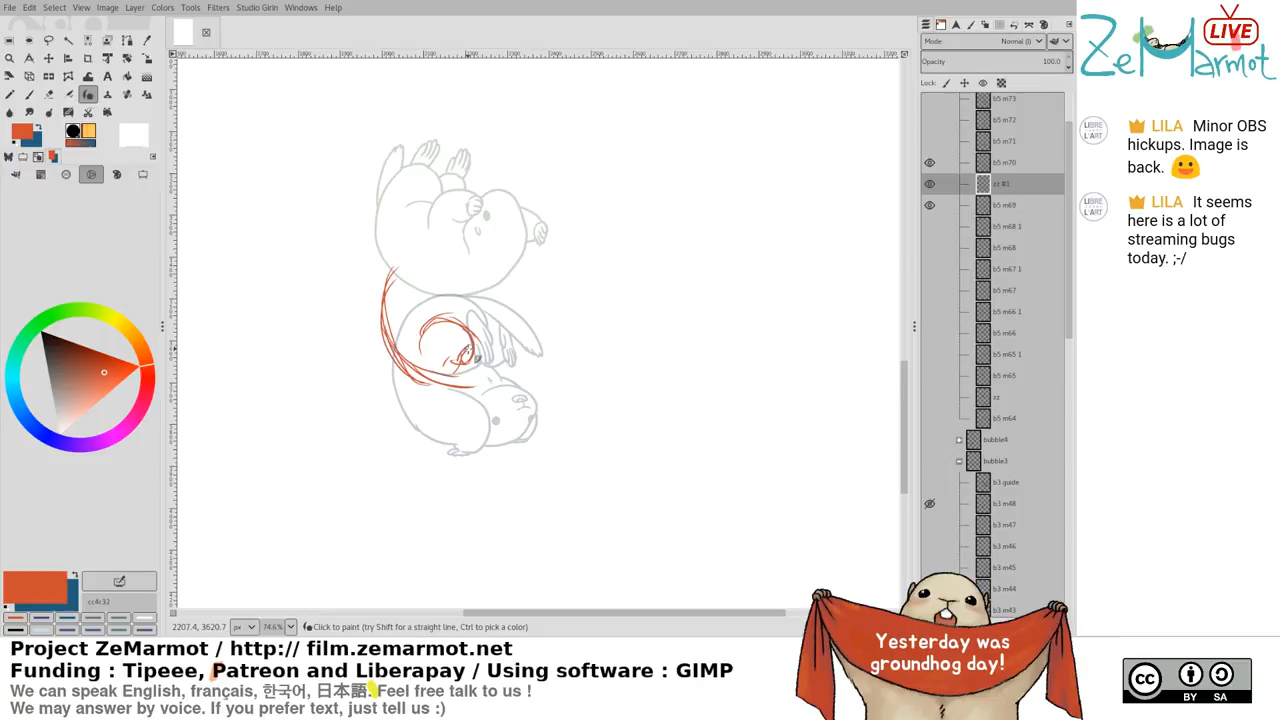 File Edit Select View Image Layer Colors Tools Filters Studio Girin Windows Help
Mode Normal (l)
Opacity 100.0
Lock:
b5 m73
b5 m72
b5 m71
b5 m70
zz #1
b5 m69
b5 m68 1
b5 m68
b5 m67 1
b5 m67
b5 m66 1
b5 m66
b5 m65 1
b5 m65
zz
b5 m64
bubble4
bubble3
b3 guide
b3 m48
b3 m47
b3 m46
b3 m45
b3 m44
b3 m43
cc4c32
2207.4, 3620.7 px 74.6% Click to paint (try Shift for a straight line, Ctrl to pick a color)
ZeMarmot
LIVE
LILA Minor OBS
hickups. Image is
back.
LILA It seems
here is a lot of
streaming bugs
today. ;-/
LIBRE
L'ART
Yesterday was
groundhog day!
Project ZeMarmot / http:// film.zemarmot.net
Funding : Tipeee, Patreon and Liberapay / Using software : GIMP
We can speak English, français, 한국어, 日本語. Feel free talk to us !
We may answer by voice. If you prefer text, just tell us :)
cc BY SA